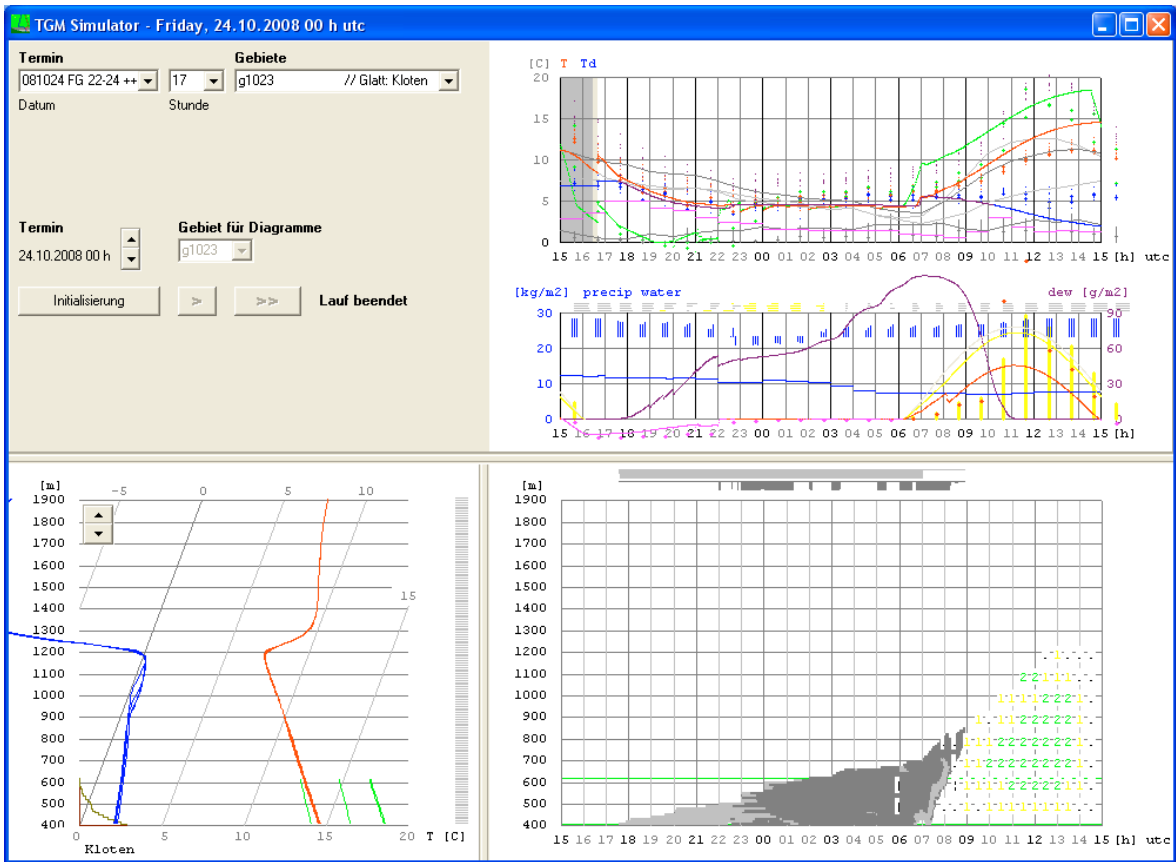 TGM Simulator - Friday, 24.10.2008 00 h utc
Termin Gebiete
081024 FG 22-24 ++ 17 g1023 // Glatt: Kloten
Datum Stunde
Termin Gebiet für Diagramme
24.10.2008 00 h g1023
Initialisierung > >> Lauf beendet
[C] T Td
20
15
10
5
0
15 16 17 18 19 20 21 22 23 00 01 02 03 04 05 06 07 08 09 10 11 12 13 14 15 [h] utc
[kg/m2] precip water dew [g/m2]
30 90
20 60
10 30
0 0
15 16 17 18 19 20 21 22 23 00 01 02 03 04 05 06 07 08 09 10 11 12 13 14 15 [h]
[m]
-5 0 5 10
1900
1800
1700
1600
1500
1400
15
1300
1200
1100
1000
900
800
700
600
500
400
0 5 10 15 20 T [C]
Kloten
[m]
1900
1800
1700
1600
1500
1400
1300
1200
1100
1000
900
800
700
600
500
400
15 16 17 18 19 20 21 22 23 00 01 02 03 04 05 06 07 08 09 10 11 12 13 14 15 [h] utc